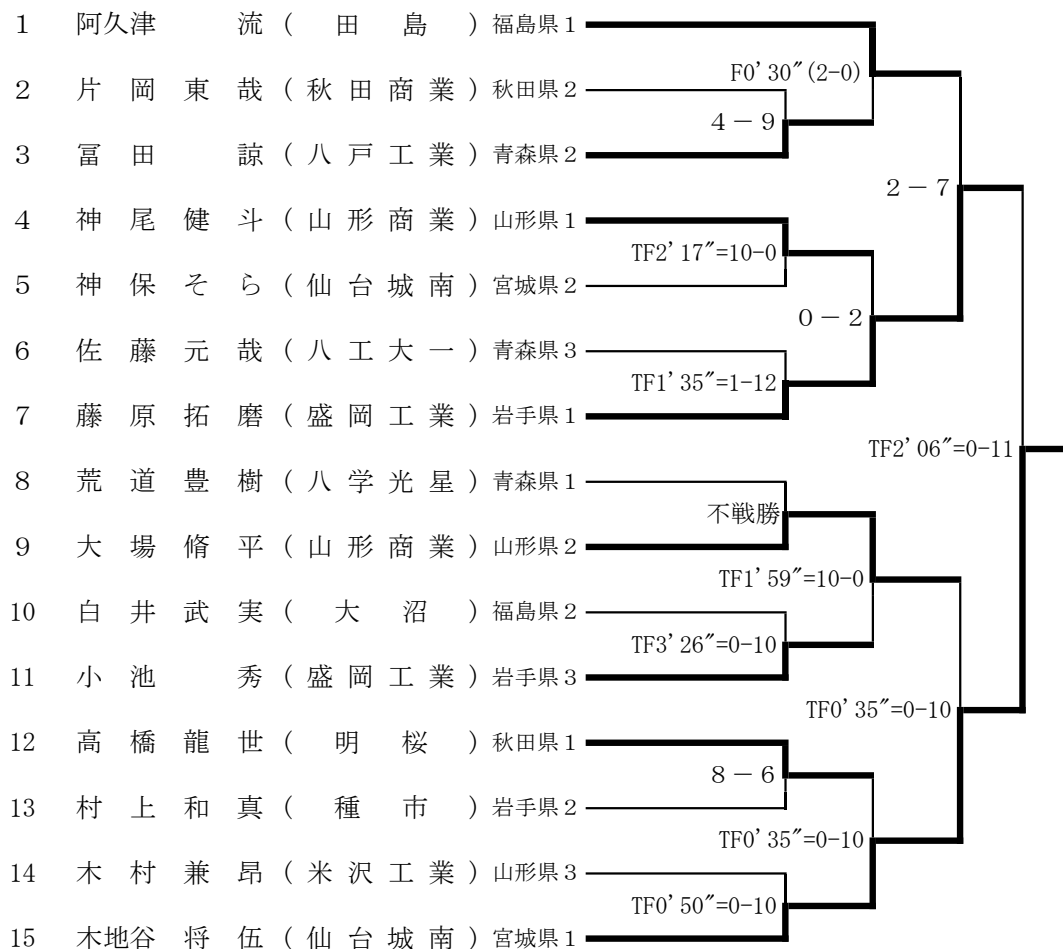 1 阿久津 流 ( 田 島 ) 福島県 1
F0' 30″ (2-0)
2 片 岡 東 哉 ( 秋 田 商 業 ) 秋田県 2
4 － 9
3 冨 田 諒 ( 八 戸 工 業 ) 青森県 2
2 － 7
4 神 尾 健 斗 ( 山 形 商 業 ) 山形県 1
TF2' 17″=10-0
5 神 保 そ ら ( 仙 台 城 南 ) 宮城県 2
0 － 2
6 佐 藤 元 哉 ( 八 工 大 一 ) 青森県 3
TF1' 35″=1-12
7 藤 原 拓 磨 ( 盛 岡 工 業 ) 岩手県 1
TF2' 06″=0-11
8 荒 道 豊 樹 ( 八 学 光 星 ) 青森県 1
不戦勝
9 大 場 脩 平 ( 山 形 商 業 ) 山形県 2
TF1' 59″=10-0
10 白 井 武 実 ( 大 沼 ) 福島県 2
TF3' 26″=0-10
11 小 池 秀 ( 盛 岡 工 業 ) 岩手県 3
TF0' 35″=0-10
12 高 橋 龍 世 ( 明 桜 ) 秋田県 1
8 － 6
13 村 上 和 真 ( 種 市 ) 岩手県 2
TF0' 35″=0-10
14 木 村 兼 昂 ( 米 沢 工 業 ) 山形県 3
TF0' 50″=0-10
15 木地谷 将 伍 ( 仙 台 城 南 ) 宮城県 1